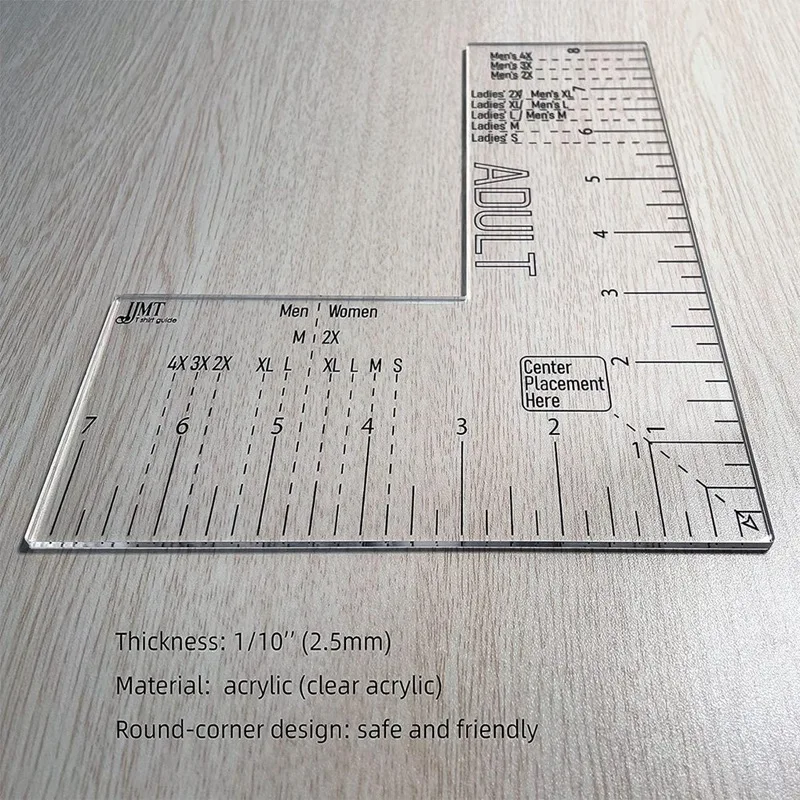 8
Men's 4X
Men's 3X
Men's 2X
7
Ladies' 2X/ Men's XL
Ladies' XL/ Men's L
Ladies' L / Men's M
Ladies' M
Ladies' S
6
ADULT
5
4
3
JJMT
T shirt guide
Men Women
M 2X
4X 3X 2X XL L XL L M S
Center
Placement
Here
2
7 6 5 4 3 2 1
1
Thickness: 1/10’’ (2.5mm)
Material: acrylic (clear acrylic)
Round-corner design: safe and friendly